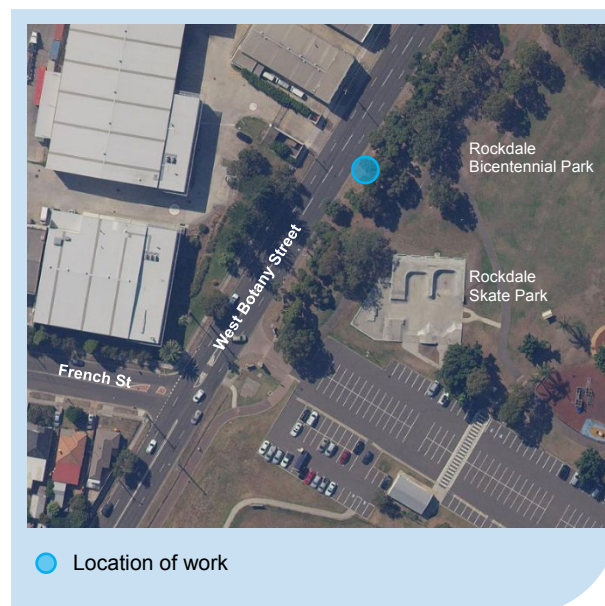 Rockdale
Bicentennial Park
West Botany Street
Rockdale
Skate Park
French St
Location of work